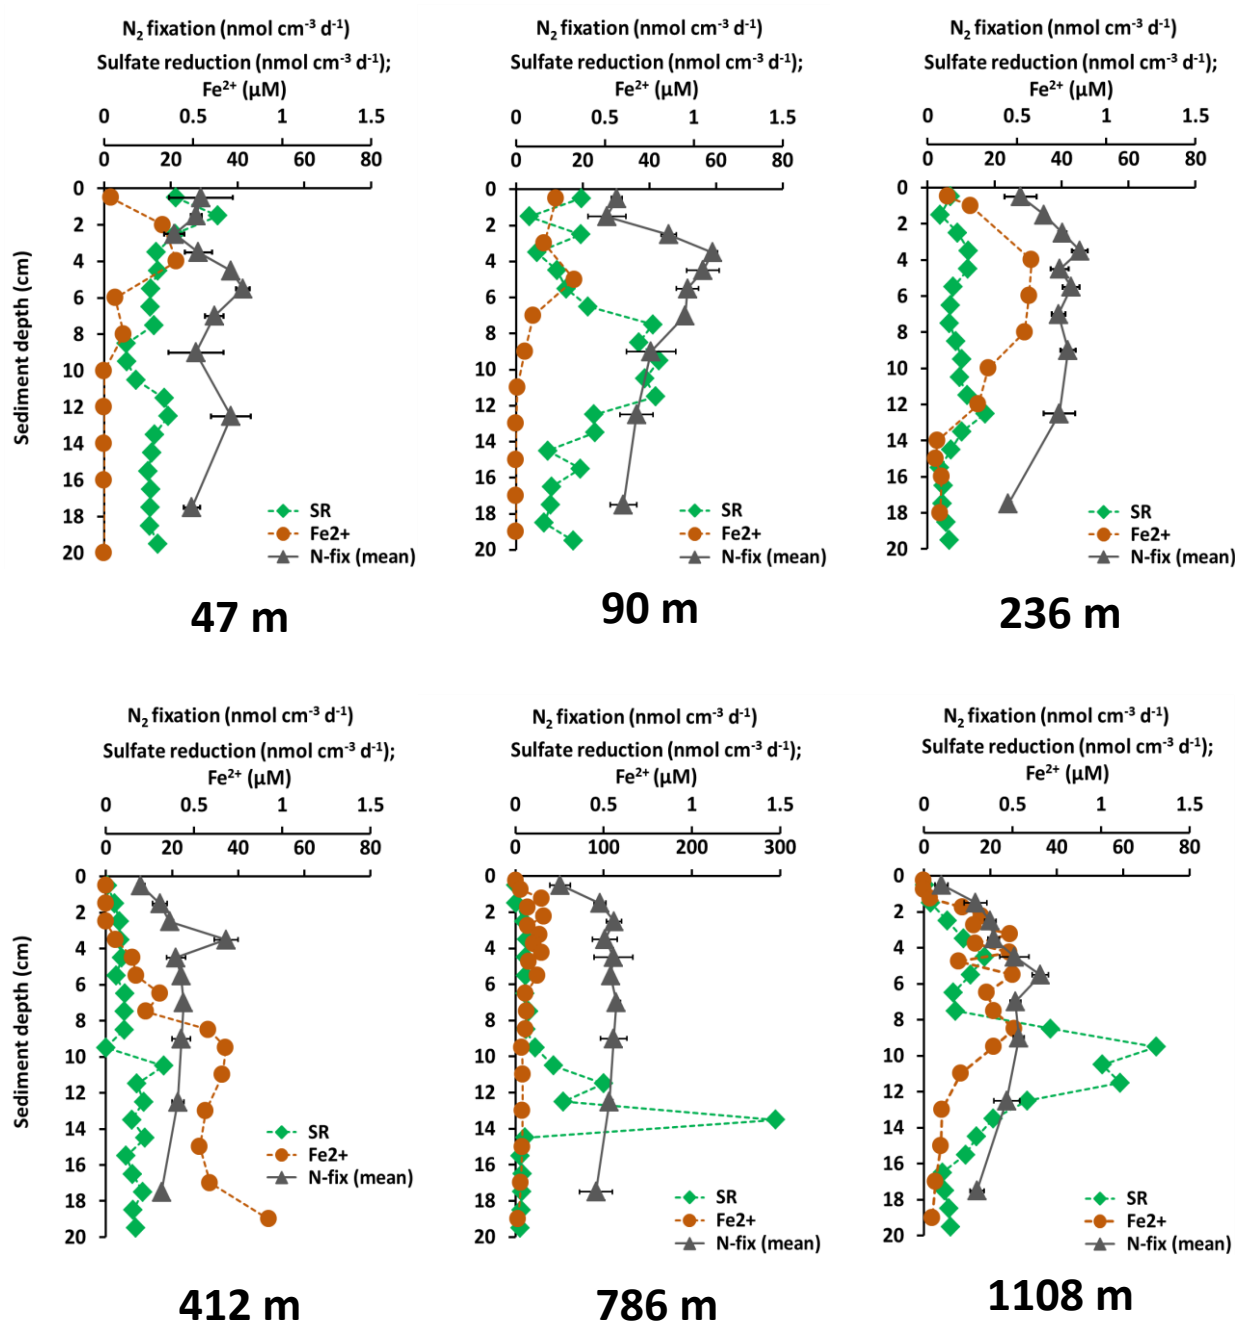 N₂ fixation (nmol cm⁻³ d⁻¹)
Sulfate reduction (nmol cm⁻³ d⁻¹);
Fe²⁺ (µM)
0 0.5 1 1.5
0 20 40 60 80
Sediment depth (cm)
0
2
4
6
8
10
12
14
16
18
20
SR
Fe2+
N-fix (mean)
47 m
N₂ fixation (nmol cm⁻³ d⁻¹)
Sulfate reduction (nmol cm⁻³ d⁻¹);
Fe²⁺ (µM)
0 0.5 1 1.5
0 20 40 60 80
0
2
4
6
8
10
12
14
16
18
20
SR
Fe2+
N-fix (mean)
90 m
N₂ fixation (nmol cm⁻³ d⁻¹)
Sulfate reduction (nmol cm⁻³ d⁻¹);
Fe²⁺ (µM)
0 0.5 1 1.5
0 20 40 60 80
0
2
4
6
8
10
12
14
16
18
20
SR
Fe2+
N-fix (mean)
236 m
N₂ fixation (nmol cm⁻³ d⁻¹)
Sulfate reduction (nmol cm⁻³ d⁻¹);
Fe²⁺ (µM)
0 0.5 1 1.5
0 20 40 60 80
Sediment depth (cm)
0
2
4
6
8
10
12
14
16
18
20
SR
Fe2+
N-fix (mean)
412 m
N₂ fixation (nmol cm⁻³ d⁻¹)
Sulfate reduction (nmol cm⁻³ d⁻¹);
Fe²⁺ (µM)
0 0.5 1 1.5
0 100 200 300
0
2
4
6
8
10
12
14
16
18
20
SR
Fe2+
N-fix (mean)
786 m
N₂ fixation (nmol cm⁻³ d⁻¹)
Sulfate reduction (nmol cm⁻³ d⁻¹);
Fe²⁺ (µM)
0 0.5 1 1.5
0 20 40 60 80
0
2
4
6
8
10
12
14
16
18
20
SR
Fe2+
N-fix (mean)
1108 m